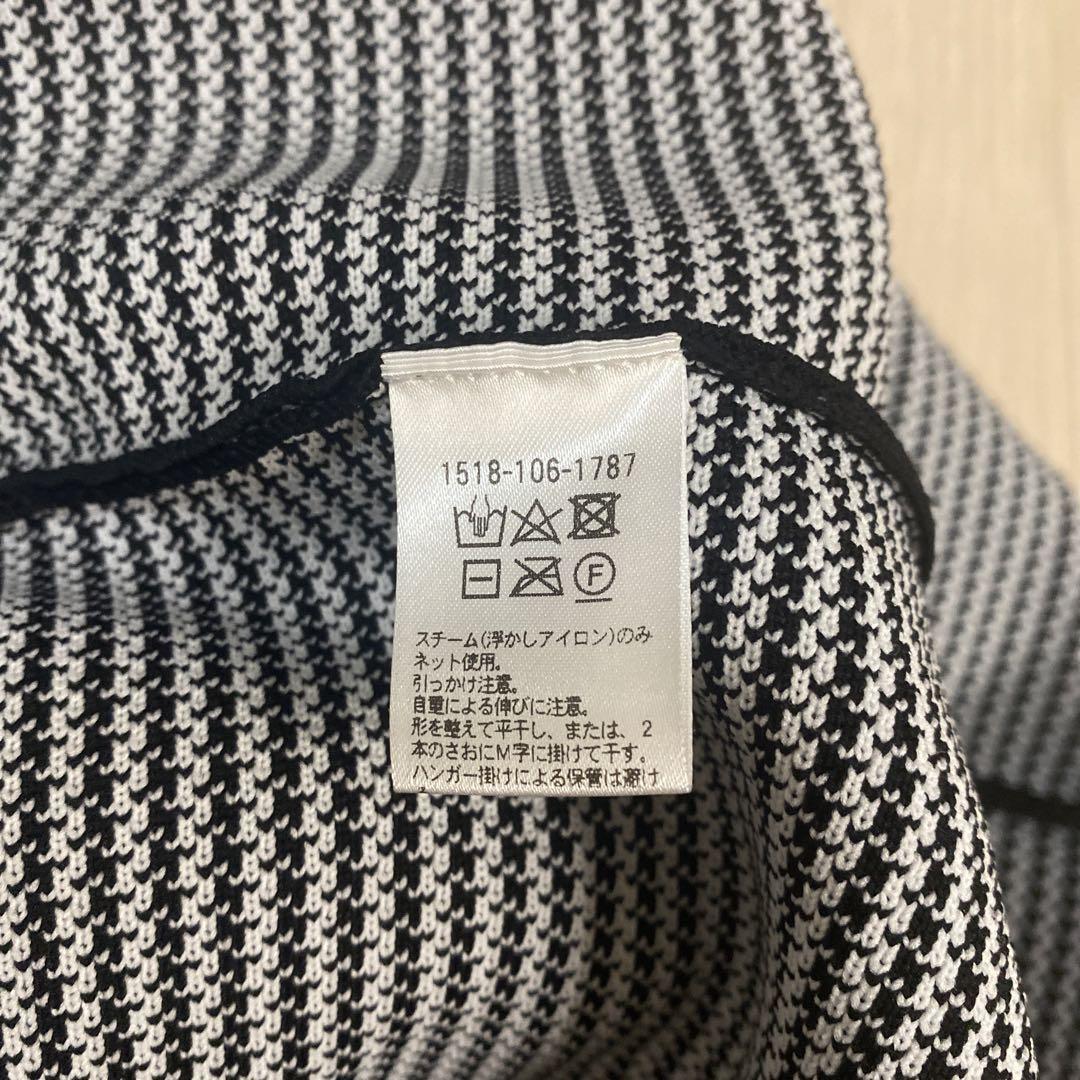 1518-106-1787
F
スチーム(浮かしアイロン)のみ
ネット使用。
引っかけ注意。
自重による伸びに注意。
形を整えて平干し、または、2
本のさおにM字に掛けて干す。
ハンガー掛けによる保管は避け